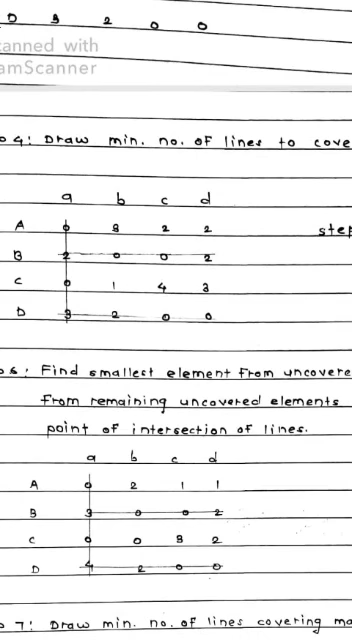 D 3 2 0 0
canned with
amScanner
4: Draw min. no. of lines to cove
a b c d
A 0 3 2 2
step
B 2 0 0 2
C 0 1 4 3
D 3 2 0 0
6: Find smallest element from uncovere
from remaining uncovered elements
point of intersection of lines.
a b c d
A 0 2 1 1
B 3 0 0 2
C 0 0 3 2
D 4 2 0 0
7: Draw min. no. of lines covering ma